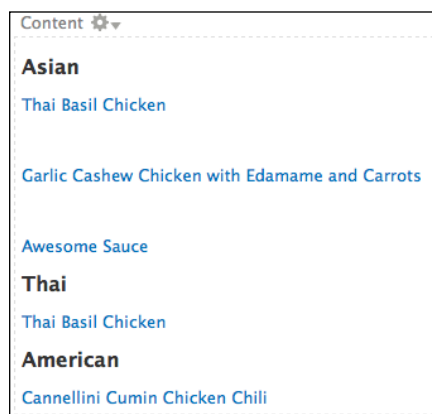 Content
Asian
Thai Basil Chicken
Garlic Cashew Chicken with Edamame and Carrots
Awesome Sauce
Thai
Thai Basil Chicken
American
Cannellini Cumin Chicken Chili